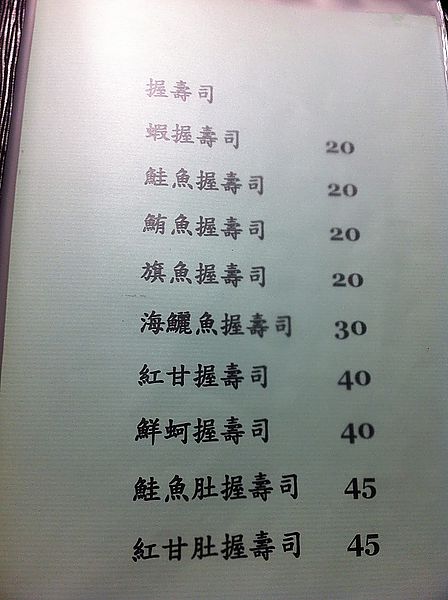 握壽司
蝦握壽司 20
鮭魚握壽司 20
鮪魚握壽司 20
旗魚握壽司 20
海鱺魚握壽司 30
紅甘握壽司 40
鮮蚵握壽司 40
鮭魚肚握壽司 45
紅甘肚握壽司 45